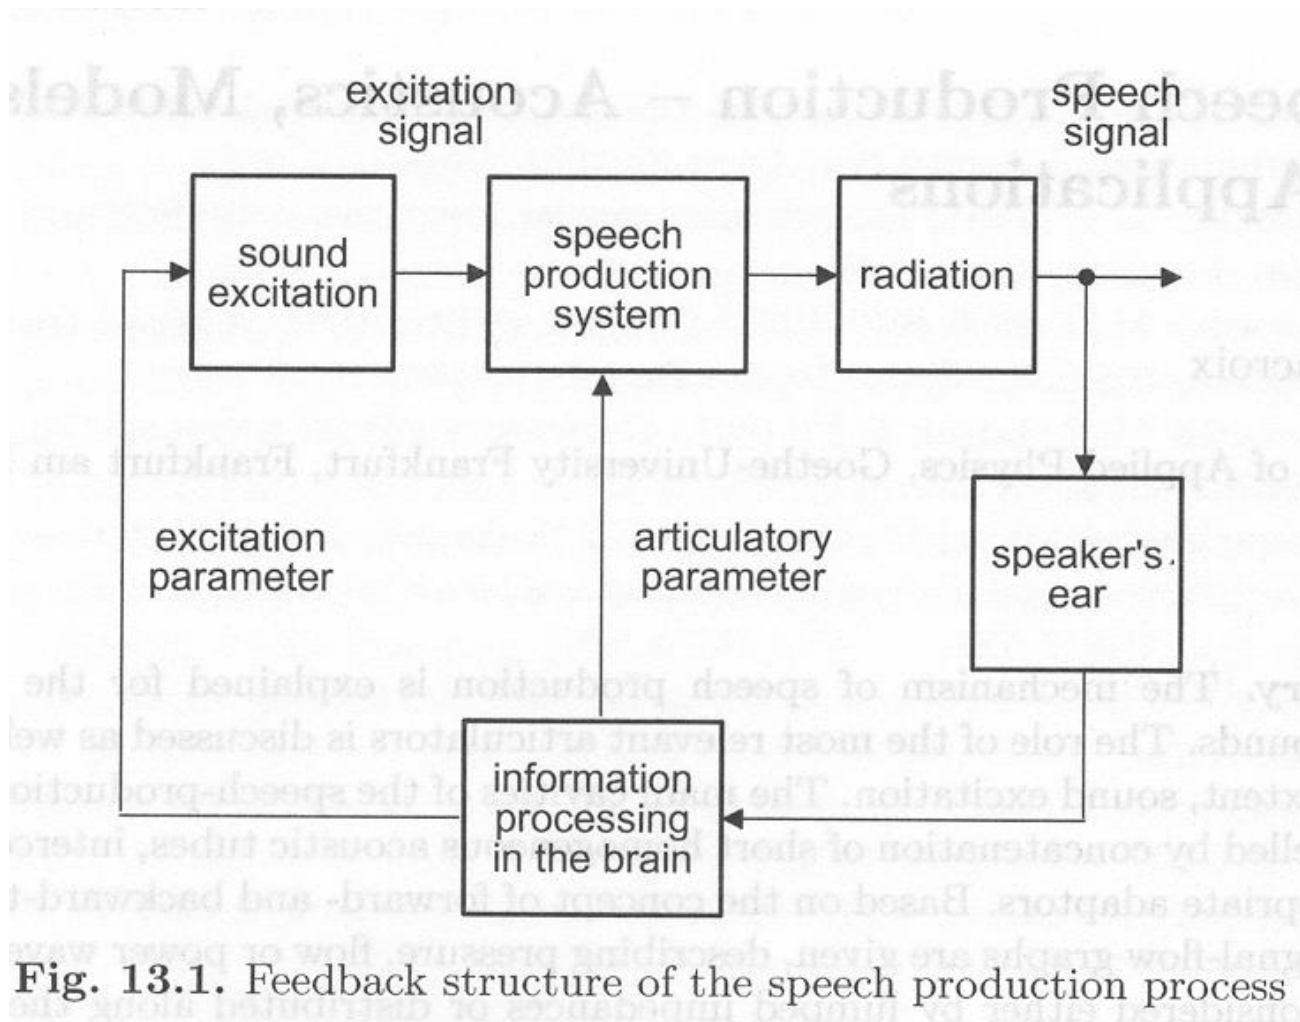 excitation
signal
speech
signal
sound
excitation
speech
production
system
radiation
excitation
parameter
articulatory
parameter
speaker's
ear
information
processing
in the brain
Fig. 13.1. Feedback structure of the speech production process